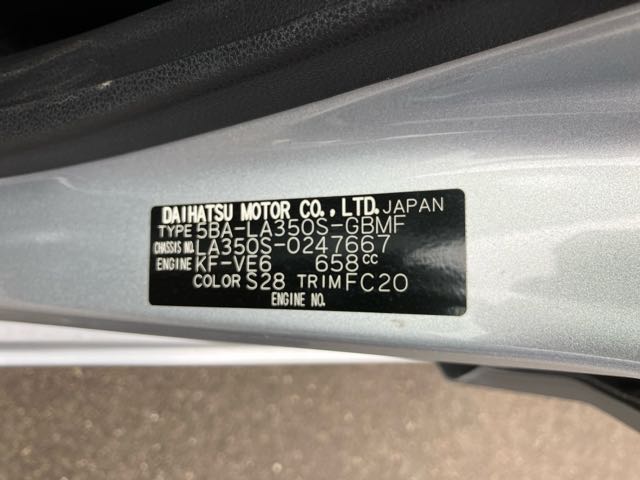 DAIHATSU MOTOR CO., LTD. JAPAN
TYPE 5BA-LA350S-GBMF
CHASSIS NO. LA350S-0247667
ENGINE KF-VE6 658cc
COLOR S28 TRIM FC20
ENGINE NO.